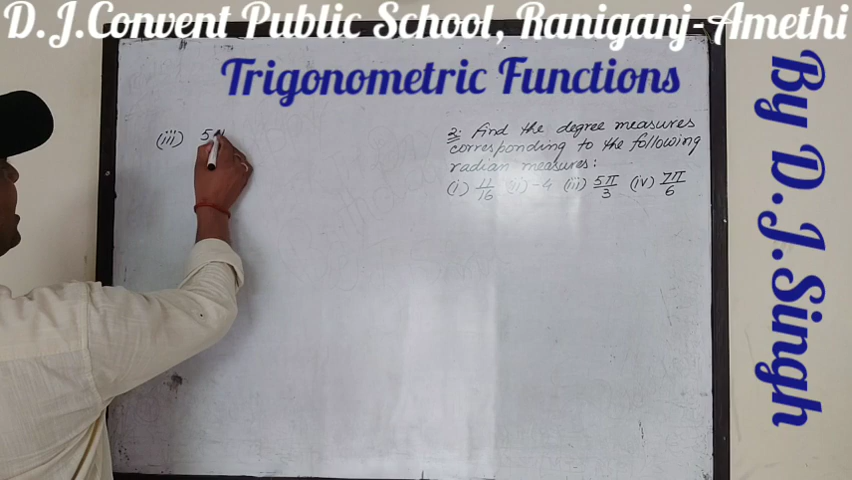 D.J.Convent Public School, Raniganj-Amethi
Trigonometric Functions
By D.J.Singh
(iii) 5
3. Find the degree measures
corresponding to the following
radian measures:
(i) 11/16 (ii) -4 (iii) 5π/3 (iv) 7π/6